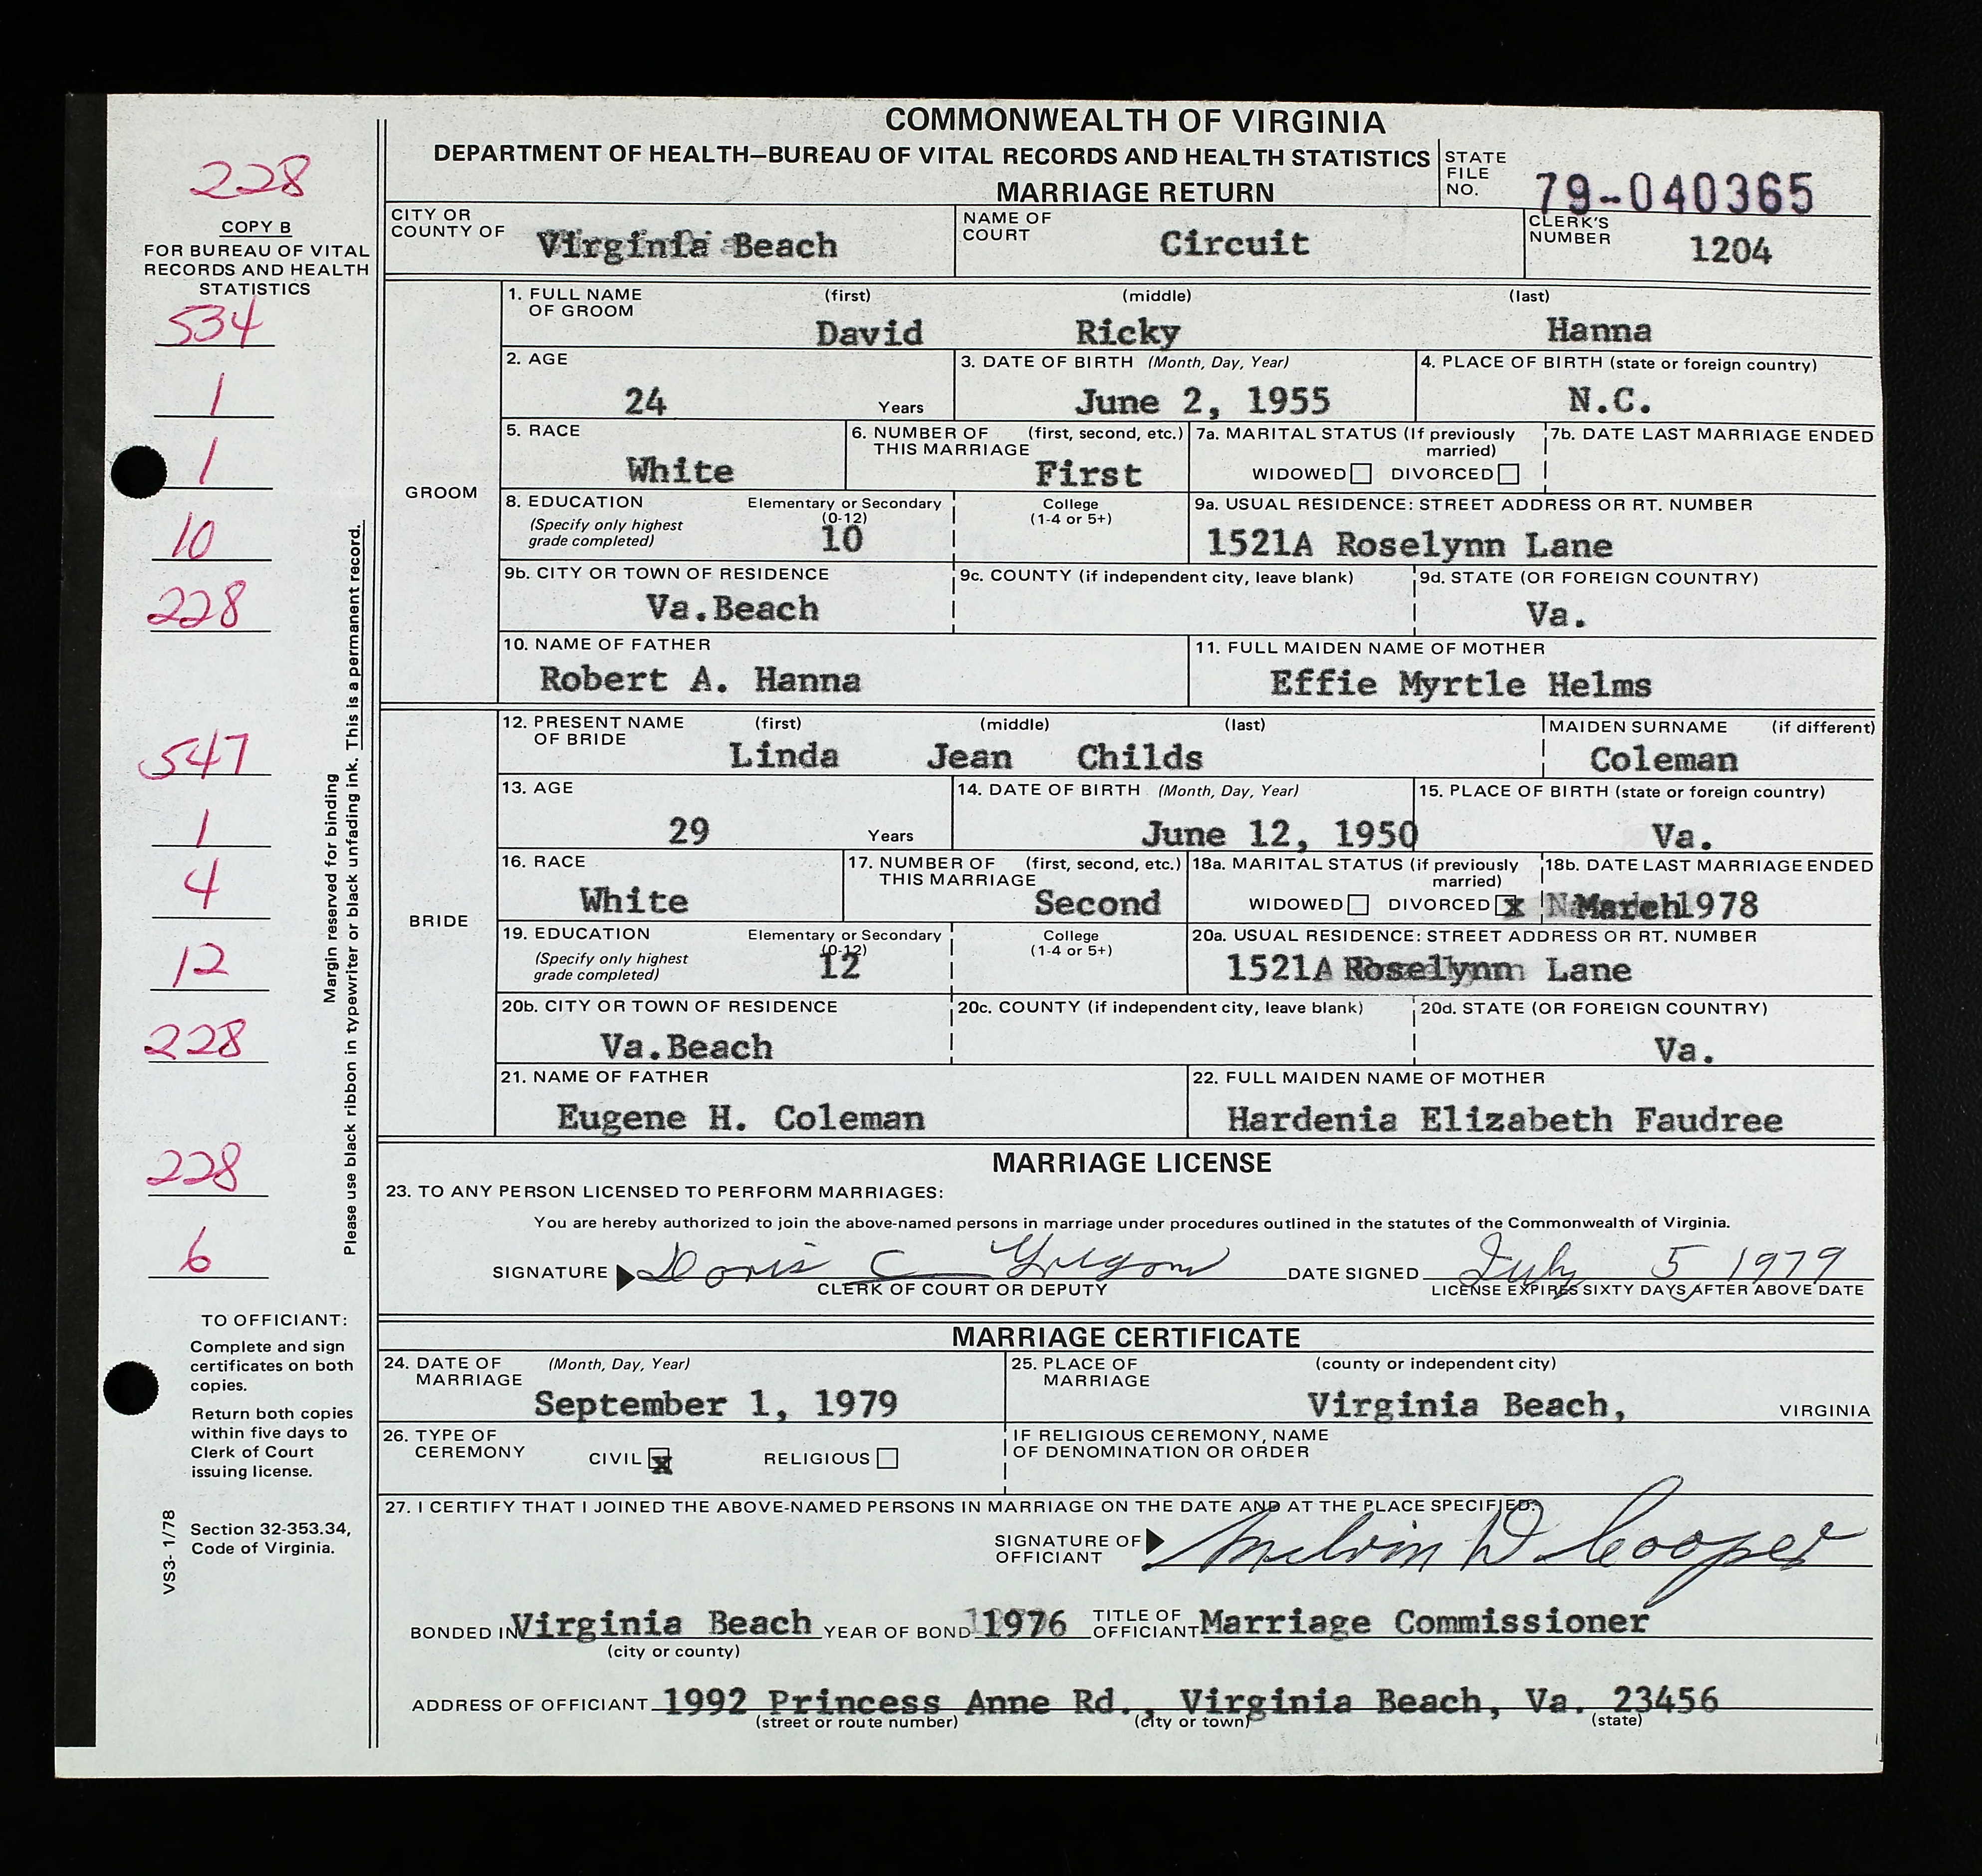 COMMONWEALTH OF VIRGINIA
DEPARTMENT OF HEALTH—BUREAU OF VITAL RECORDS AND HEALTH STATISTICS
MARRIAGE RETURN
STATE FILE NO. 79-040365
228
COPY B
FOR BUREAU OF VITAL
RECORDS AND HEALTH
STATISTICS
534
1
1
10
228
547
1
4
12
228
228
6
Margin reserved for binding
Please use black ribbon in typewriter or black unfading ink. This is a permanent record.
TO OFFICIANT:
Complete and sign
certificates on both
copies.
Return both copies
within five days to
Clerk of Court
issuing license.
Section 32-353.34,
Code of Virginia.
VS3- 1/78
CITY OR COUNTY OF Virginia Beach
NAME OF COURT Circuit
CLERK'S NUMBER 1204
GROOM
1. FULL NAME OF GROOM (first) (middle) (last)
David Ricky Hanna
2. AGE 24 Years
3. DATE OF BIRTH (Month, Day, Year) June 2, 1955
4. PLACE OF BIRTH (state or foreign country) N.C.
5. RACE White
6. NUMBER OF THIS MARRIAGE (first, second, etc.) First
7a. MARITAL STATUS (If previously married) WIDOWED DIVORCED
7b. DATE LAST MARRIAGE ENDED
8. EDUCATION (Specify only highest grade completed) Elementary or Secondary (0-12) 10 College (1-4 or 5+)
9a. USUAL RESIDENCE: STREET ADDRESS OR RT. NUMBER 1521A Roselynn Lane
9b. CITY OR TOWN OF RESIDENCE Va.Beach
9c. COUNTY (if independent city, leave blank)
9d. STATE (OR FOREIGN COUNTRY) Va.
10. NAME OF FATHER Robert A. Hanna
11. FULL MAIDEN NAME OF MOTHER Effie Myrtle Helms
BRIDE
12. PRESENT NAME OF BRIDE (first) (middle) (last) MAIDEN SURNAME (if different)
Linda Jean Childs Coleman
13. AGE 29 Years
14. DATE OF BIRTH (Month, Day, Year) June 12, 1950
15. PLACE OF BIRTH (state or foreign country) Va.
16. RACE White
17. NUMBER OF THIS MARRIAGE (first, second, etc.) Second
18a. MARITAL STATUS (if previously married) WIDOWED DIVORCED x
18b. DATE LAST MARRIAGE ENDED March1978
19. EDUCATION (Specify only highest grade completed) Elementary or Secondary (0-12) 12 College (1-4 or 5+)
20a. USUAL RESIDENCE: STREET ADDRESS OR RT. NUMBER 1521A Roselynn Lane
20b. CITY OR TOWN OF RESIDENCE Va.Beach
20c. COUNTY (if independent city, leave blank)
20d. STATE (OR FOREIGN COUNTRY) Va.
21. NAME OF FATHER Eugene H. Coleman
22. FULL MAIDEN NAME OF MOTHER Hardenia Elizabeth Faudree
MARRIAGE LICENSE
23. TO ANY PERSON LICENSED TO PERFORM MARRIAGES:
You are hereby authorized to join the above-named persons in marriage under procedures outlined in the statutes of the Commonwealth of Virginia.
SIGNATURE Doris C DATE SIGNED July 5 1979
CLERK OF COURT OR DEPUTY LICENSE EXPIRES SIXTY DAYS AFTER ABOVE DATE
MARRIAGE CERTIFICATE
24. DATE OF MARRIAGE (Month, Day, Year) September 1, 1979
25. PLACE OF MARRIAGE (county or independent city) Virginia Beach, VIRGINIA
26. TYPE OF CEREMONY CIVIL x RELIGIOUS
IF RELIGIOUS CEREMONY, NAME OF DENOMINATION OR ORDER
27. I CERTIFY THAT I JOINED THE ABOVE-NAMED PERSONS IN MARRIAGE ON THE DATE AND AT THE PLACE SPECIFIED.
SIGNATURE OF OFFICIANT Melvin D. Cooper
BONDED IN Virginia Beach YEAR OF BOND 1976 TITLE OF OFFICIANT Marriage Commissioner
(city or county)
ADDRESS OF OFFICIANT 1992 Princess Anne Rd., Virginia Beach, Va. 23456
(street or route number) (city or town) (state)